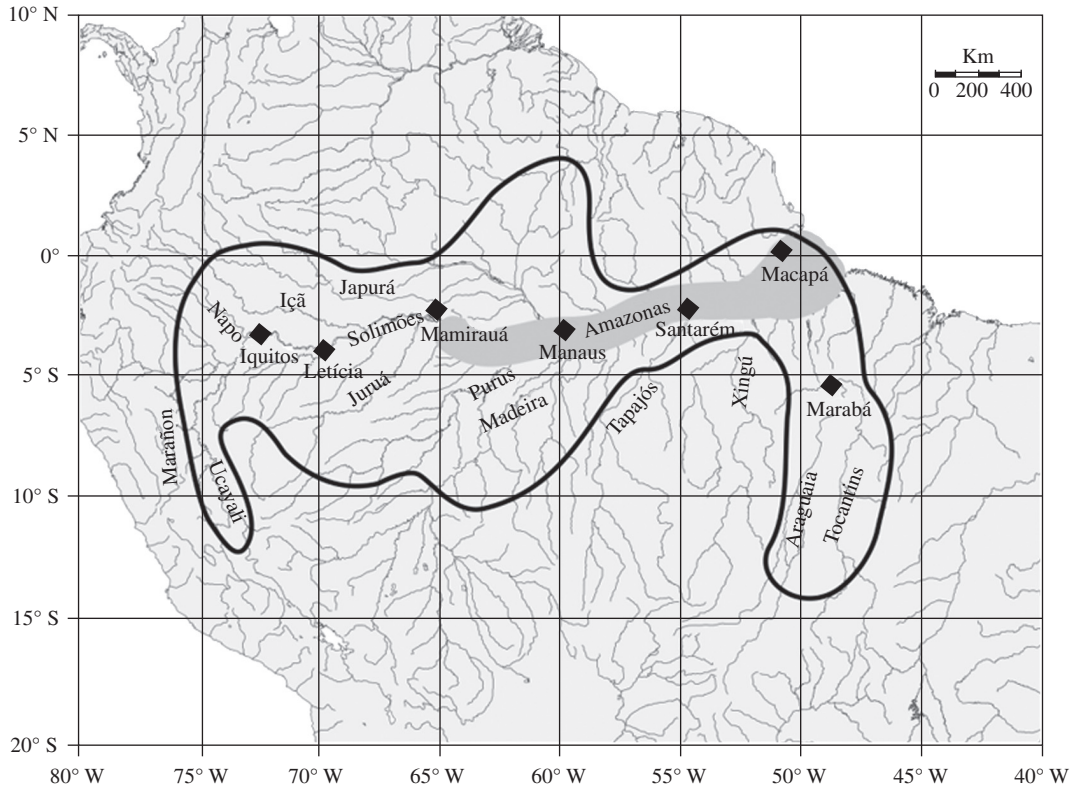 10° N
Km
0 200 400
5° N
0°
Macapá
Japurá
Içã
Napo
Solimões
Amazonas
Mamirauá
Santarém
Iquitos
Manaus
Letícia
5° S
Juruá
Purus
Xingú
Madeira
Tapajós
Marabá
Marañon
Ucayali
Araguaia
Tocantins
10° S
15° S
20° S
80° W 75° W 70° W 65° W 60° W 55° W 50° W 45° W 40° W